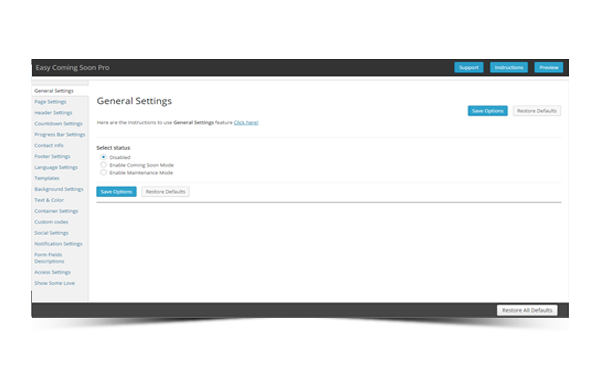 Easy Coming Soon Pro
Support
Instructions
Preview
General Settings
Page Settings
Header Settings
Countdown Settings
Progress Bar Settings
Contact info
Footer Settings
Language Settings
Templates
Background Settings
Text & Color
Container Settings
Custom codes
Social Settings
Notification Settings
Form Fields
Descriptions
Access Settings
Show Some Love
General Settings
Save Options
Restore Defaults
Here are the instructions to use General Settings feature Click here!
Select status
Disabled
Enable Coming Soon Mode
Enable Maintenance Mode
Save Options
Restore Defaults
Restore All Defaults